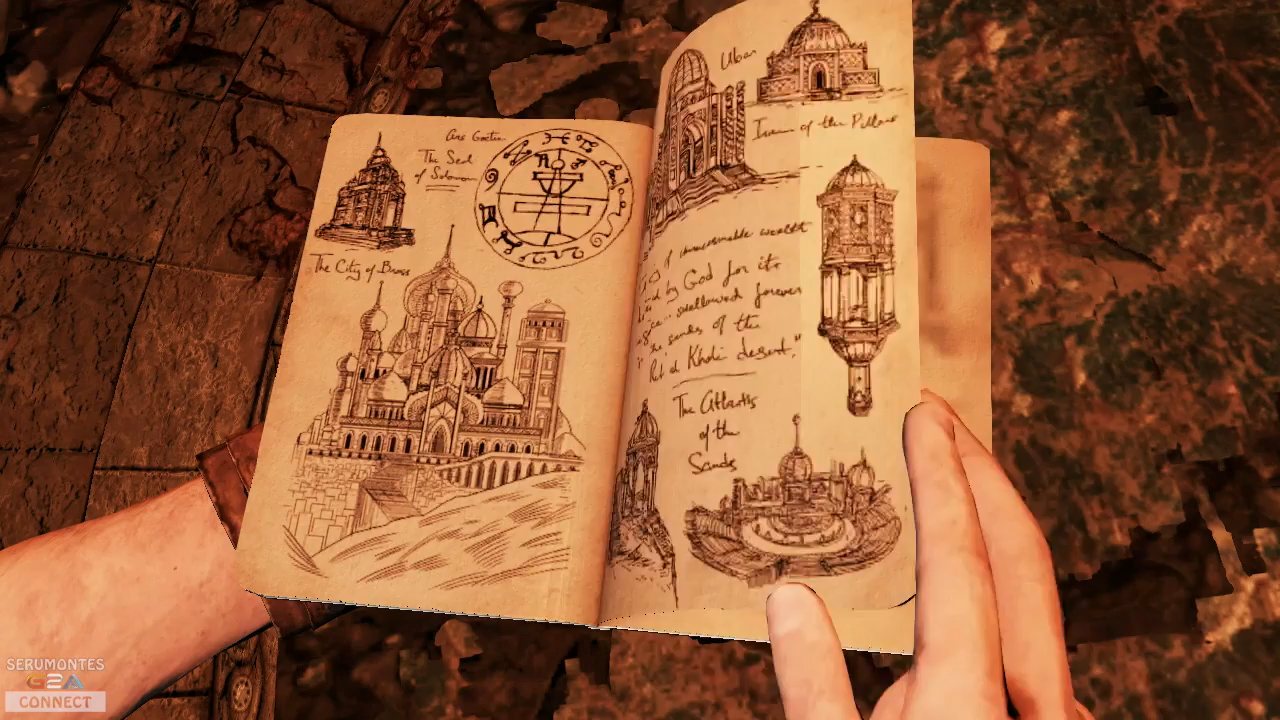 Ars Goetia
The Seal
of Solomon
The City of Brass
Ubar
Iram of the Pillars
of immeasurable wealth
by God for its
swallowed forever
the sands of the
Rub'al Khali desert."
The Atlantis
of the
Sands
SERUMONTES
G2A
CONNECT